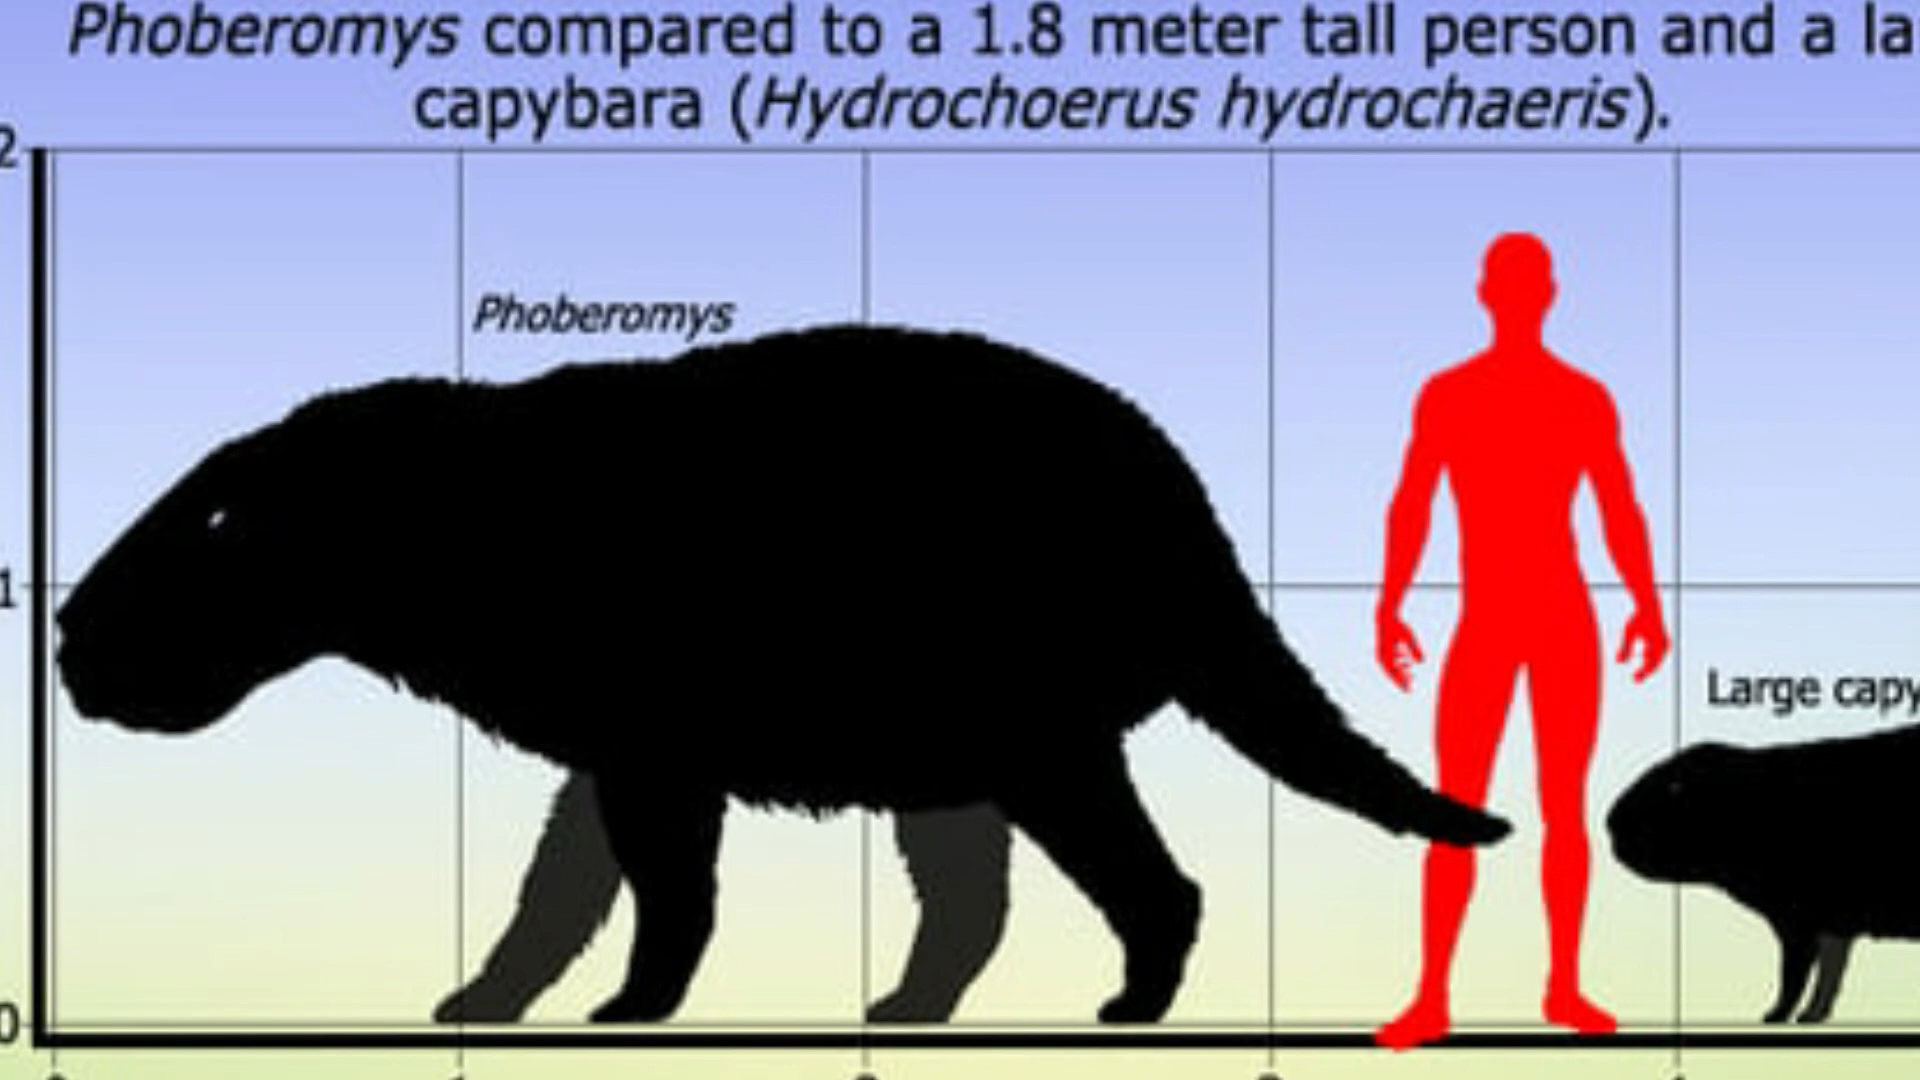 Phoberomys compared to a 1.8 meter tall person and a la
capybara (Hydrochoerus hydrochaeris).
2
Phoberomys
1
Large capy
0